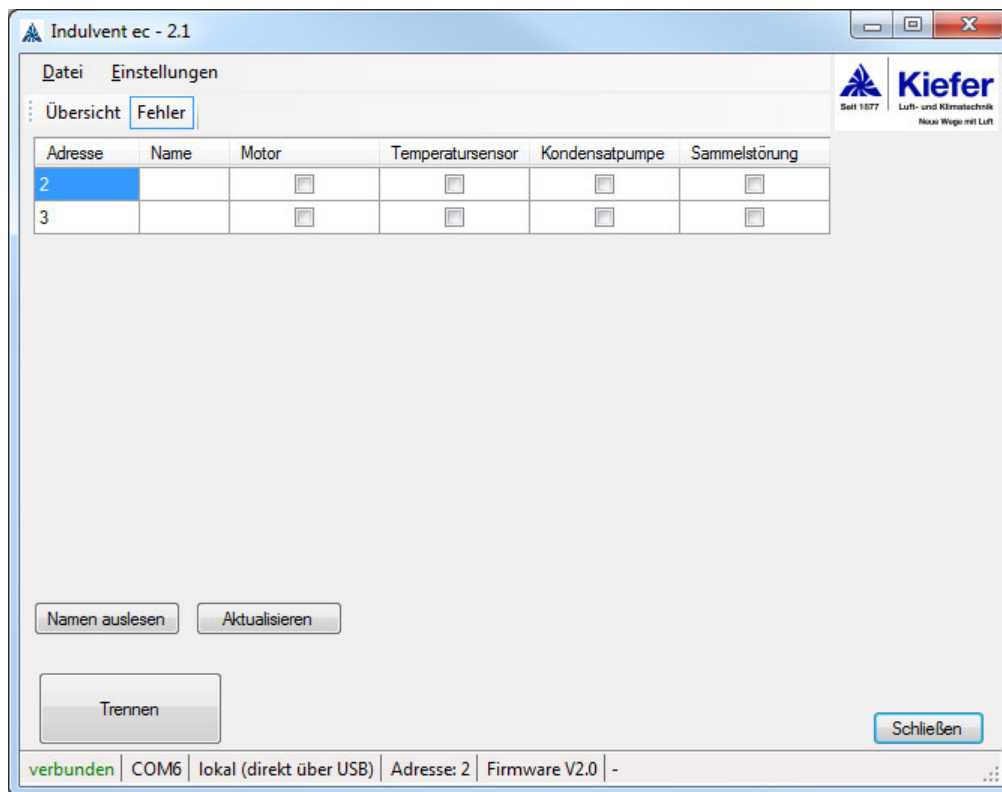 Indulvent ec - 2.1
Datei Einstellungen
Kiefer
Seit 1877 Luft- und Klimatechnik
Neue Wege mit Luft
Übersicht Fehler
Adresse Name Motor Temperatursensor Kondensatpumpe Sammelstörung
2
3
Namen auslesen Aktualisieren
Trennen
Schließen
verbunden COM6 lokal (direkt über USB) Adresse: 2 Firmware V2.0 -